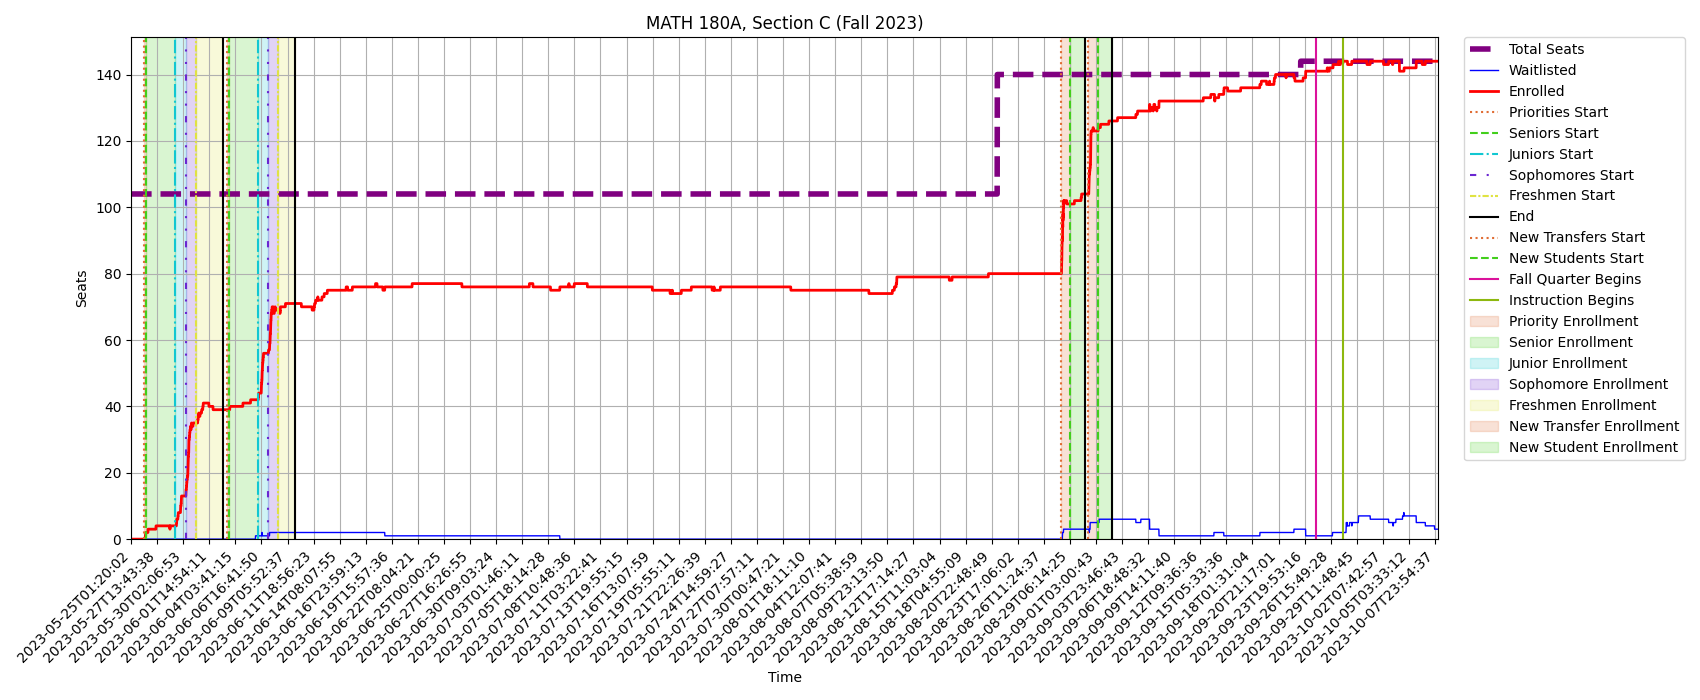 MATH 180A, Section C (Fall 2023)
Seats
140
120
100
80
60
40
20
0
2023-05-25T01:20:02
2023-05-27T13:43:38
2023-05-30T02:06:53
2023-06-01T14:54:11
2023-06-04T03:41:15
2023-06-06T16:41:50
2023-06-09T05:52:37
2023-06-11T18:56:23
2023-06-14T08:07:55
2023-06-16T23:59:13
2023-06-19T15:57:36
2023-06-22T08:04:21
2023-06-25T00:00:25
2023-06-27T16:26:55
2023-06-30T09:03:24
2023-07-03T01:46:11
2023-07-05T18:14:28
2023-07-08T10:48:36
2023-07-11T03:22:41
2023-07-13T19:55:15
2023-07-16T13:07:59
2023-07-19T05:55:11
2023-07-21T22:26:39
2023-07-24T14:59:27
2023-07-27T07:57:11
2023-07-30T00:47:21
2023-08-01T18:11:10
2023-08-04T12:07:41
2023-08-07T05:38:59
2023-08-09T23:13:50
2023-08-12T17:14:27
2023-08-15T11:03:04
2023-08-18T04:55:09
2023-08-20T22:48:49
2023-08-23T17:06:02
2023-08-26T11:24:37
2023-08-29T06:14:25
2023-09-01T03:00:43
2023-09-03T23:46:43
2023-09-06T18:48:32
2023-09-09T14:11:40
2023-09-12T09:36:36
2023-09-15T05:33:36
2023-09-18T01:31:04
2023-09-20T21:17:01
2023-09-23T19:53:16
2023-09-26T15:49:28
2023-09-29T11:48:45
2023-10-02T07:42:57
2023-10-05T03:33:12
2023-10-07T23:54:37
Time
Total Seats
Waitlisted
Enrolled
Priorities Start
Seniors Start
Juniors Start
Sophomores Start
Freshmen Start
End
New Transfers Start
New Students Start
Fall Quarter Begins
Instruction Begins
Priority Enrollment
Senior Enrollment
Junior Enrollment
Sophomore Enrollment
Freshmen Enrollment
New Transfer Enrollment
New Student Enrollment